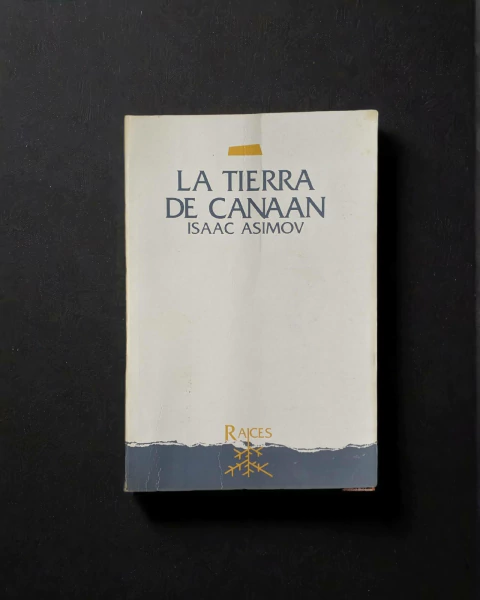 LA TIERRA
DE CANAAN
ISAAC ASIMOV
RAICES